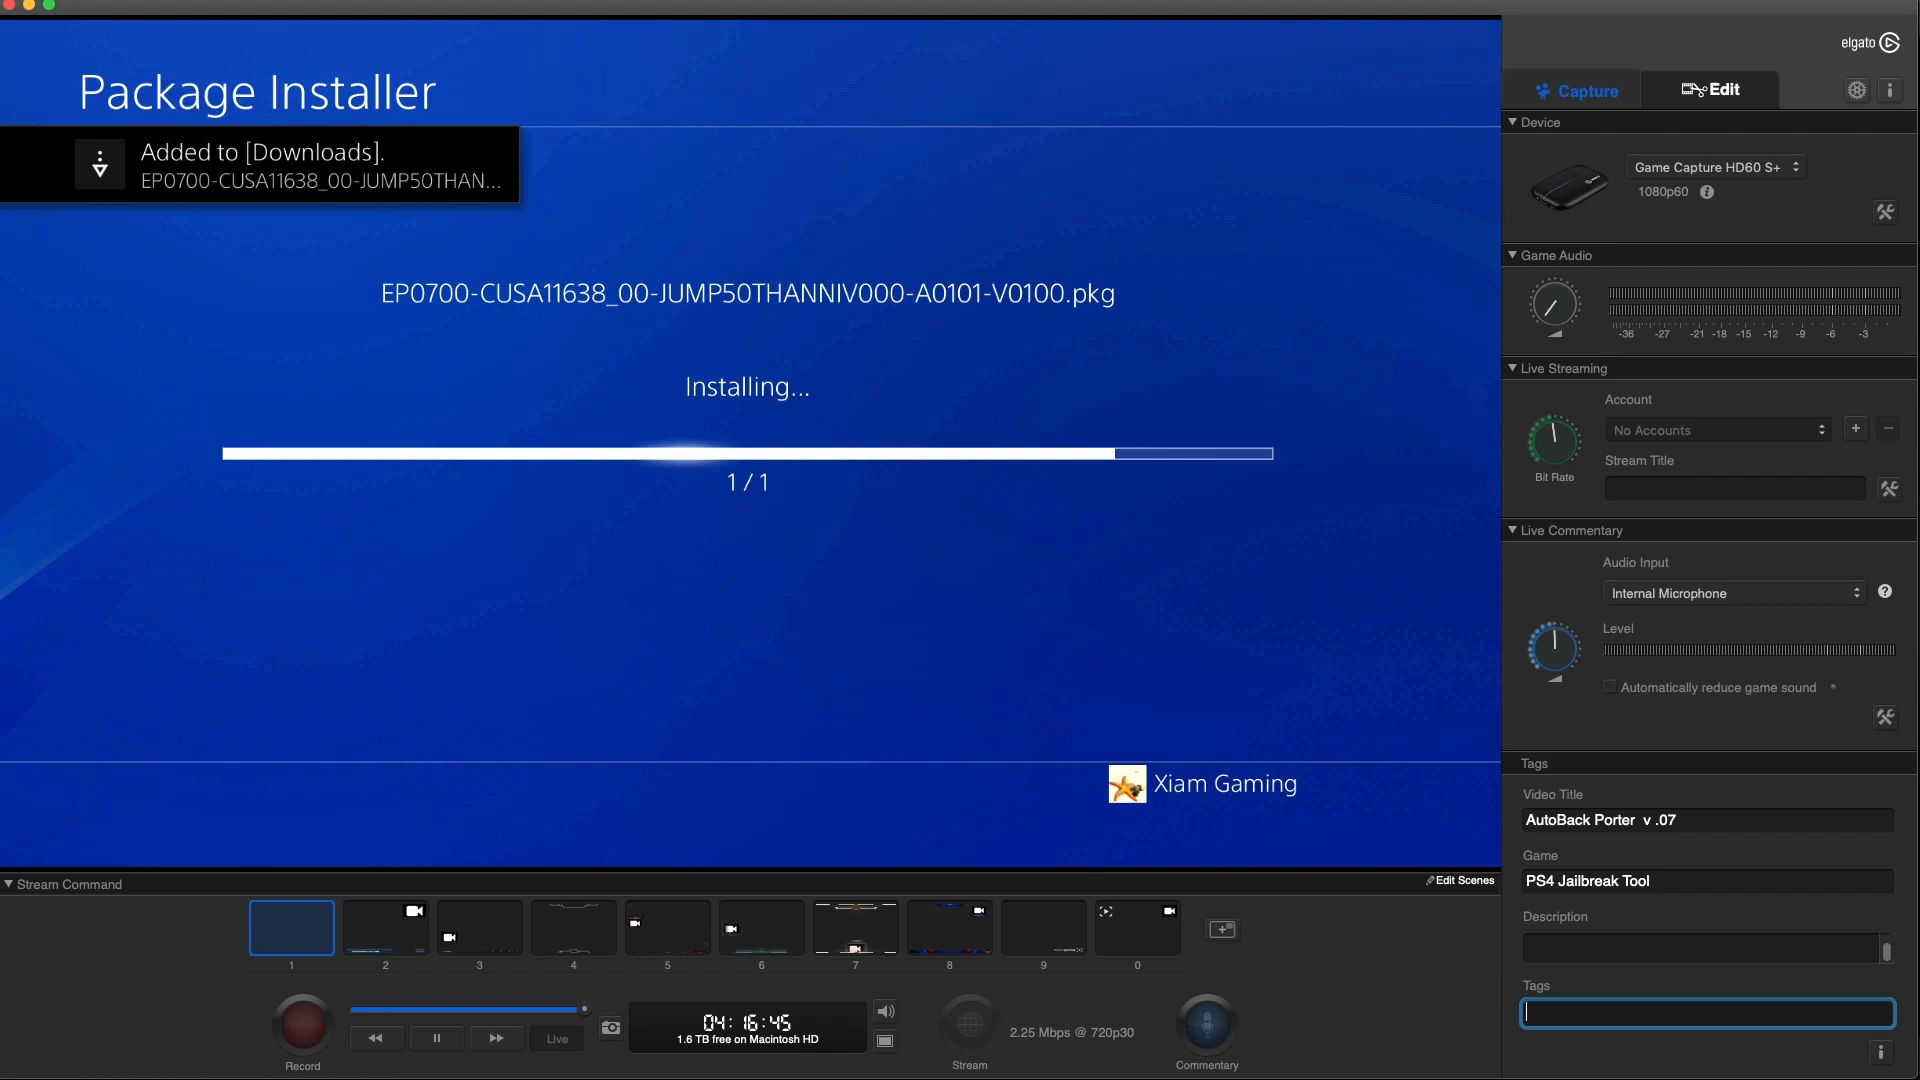 Package Installer
Added to [Downloads].
EP0700-CUSA11638_00-JUMP50THAN...
EP0700-CUSA11638_00-JUMP50THANNIV000-A0101-V0100.pkg
Installing...
1 / 1
Xiam Gaming
elgato
Capture
Edit
Device
Game Capture HD60 S+
1080p60
Game Audio
-36 -27 -21 -18 -15 -12 -9 -6 -3
Live Streaming
Account
No Accounts
Bit Rate
Stream Title
Live Commentary
Audio Input
Internal Microphone
Level
Automatically reduce game sound
Tags
Video Title
AutoBack Porter  v .07
Game
PS4 Jailbreak Tool
Description
Tags
Stream Command
Edit Scenes
1 2 3 4 5 6 7 8 9 0
Record
Live
04: 16:45
1.6 TB free on Macintosh HD
Stream
2.25 Mbps @ 720p30
Commentary